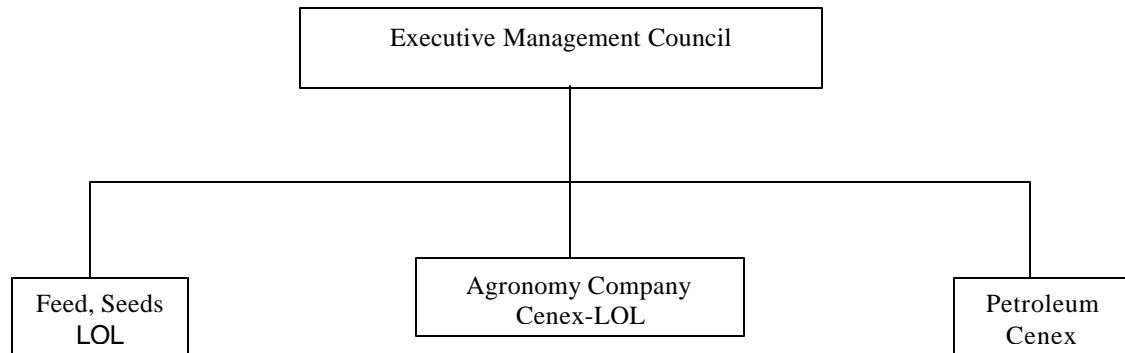 Executive Management Council
Feed, Seeds
LOL
Agronomy Company
Cenex-LOL
Petroleum
Cenex